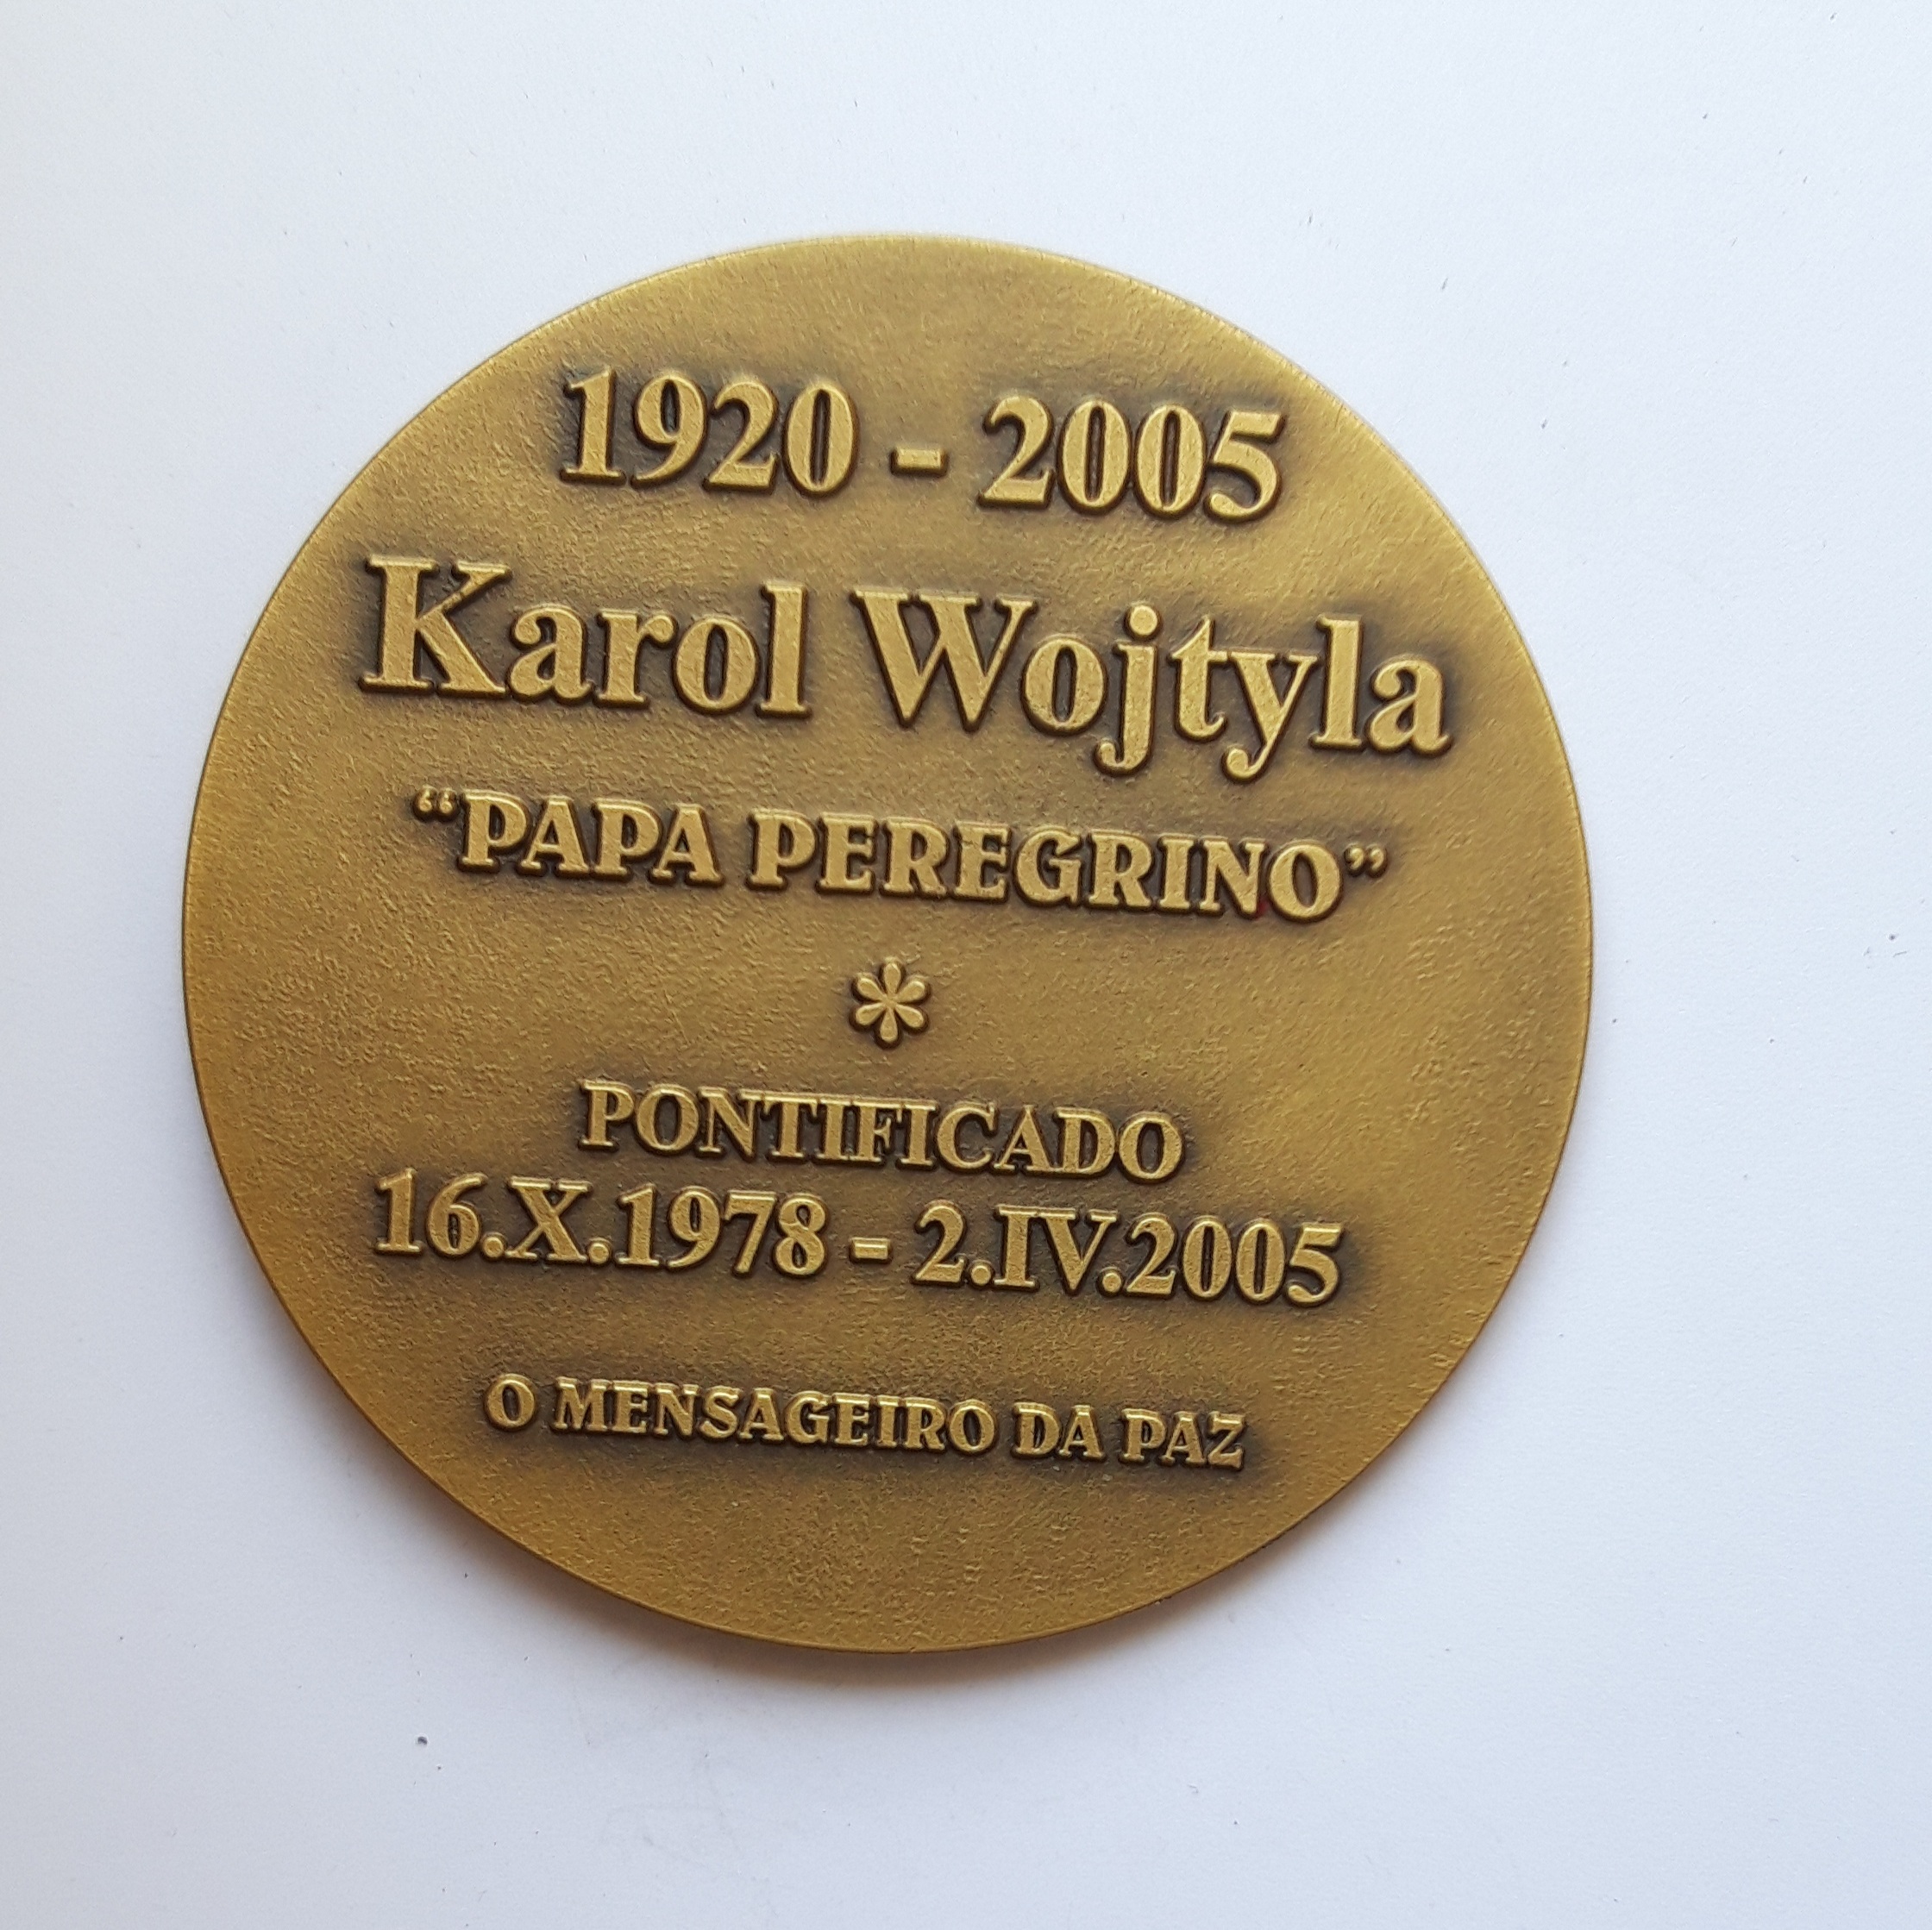 1920 - 2005
Karol Wojtyla
“PAPA PEREGRINO”
*
PONTIFICADO
16.X.1978 - 2.IV.2005
O MENSAGEIRO DA PAZ